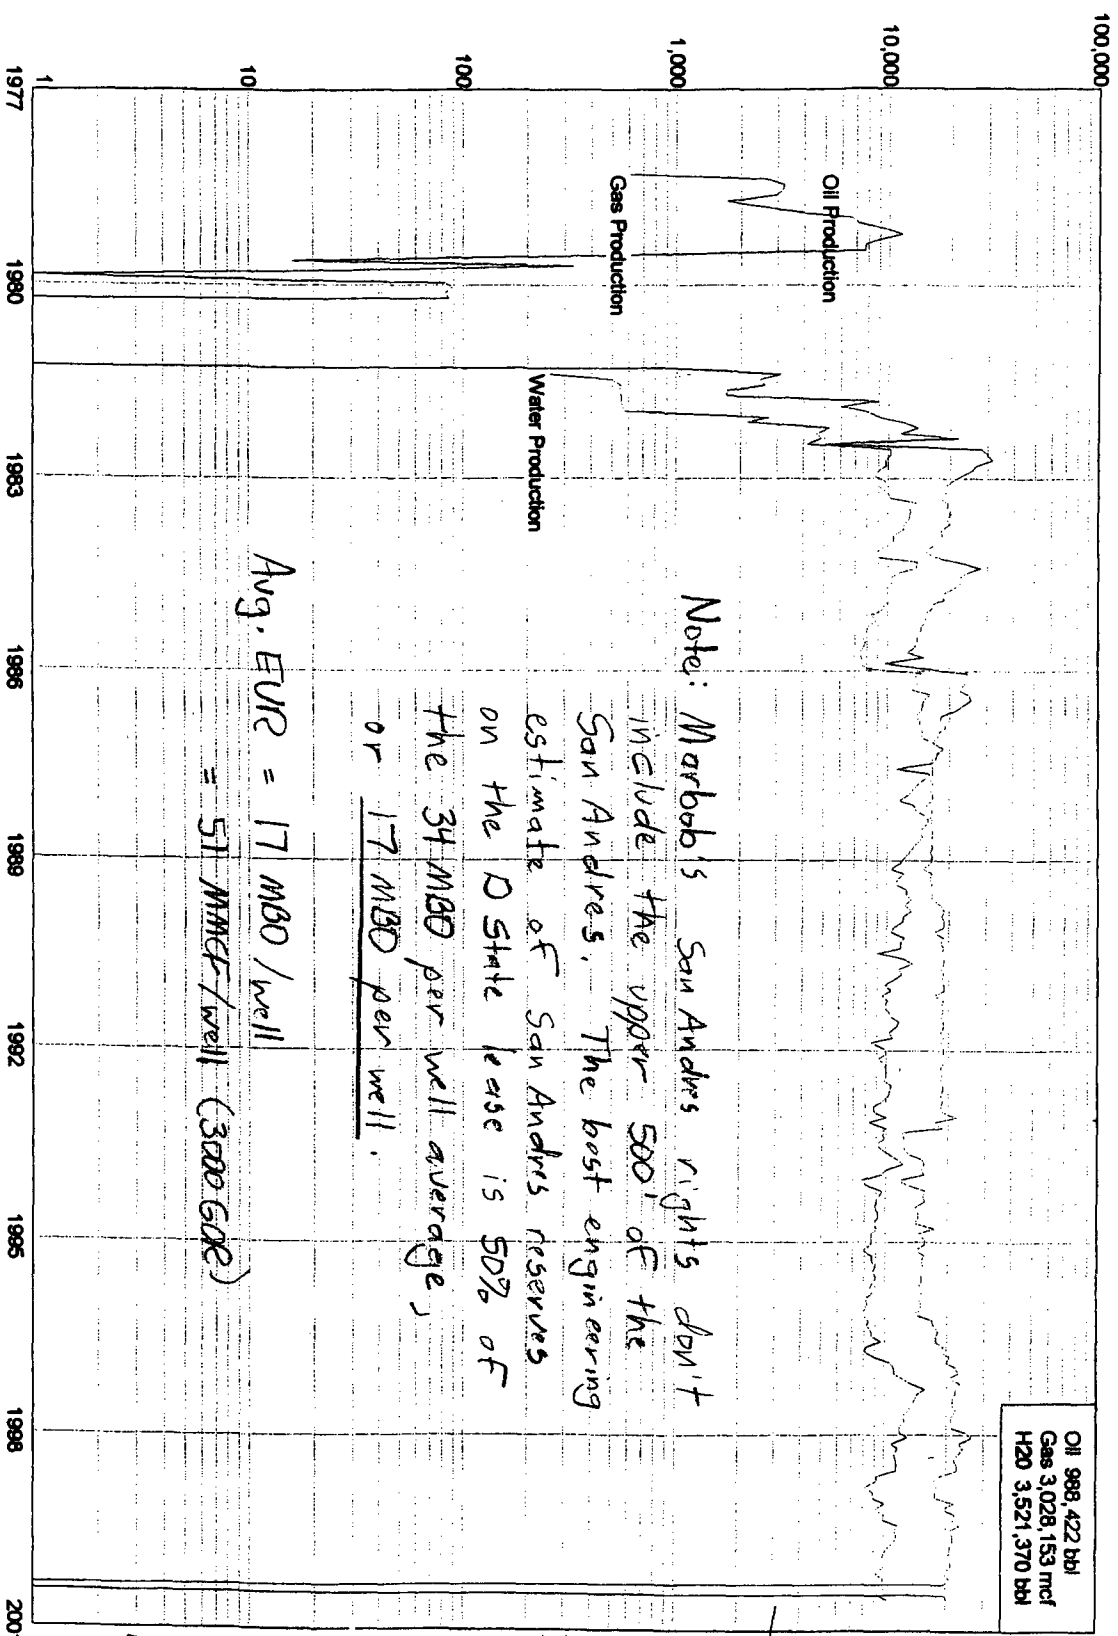 Oil 988,422 bbl
Gas 3,028,153 mcf
H20 3,521,370 bbl
100,000
10,000
1,000
100
10
1
Oil Production
Gas Production
Water Production
Note: Marbob's San Andres rights don't
include the upper 500' of the
San Andres. The best engineering
estimate of San Andres reserves
on the D State lease is 50% of
the 34 MBO per well average,
or 17 MBO per well.
Avg. EUR = 17 MBO/well
= 51 MMCF/well (3000 GOR)
1977
1980
1983
1986
1989
1992
1995
1998